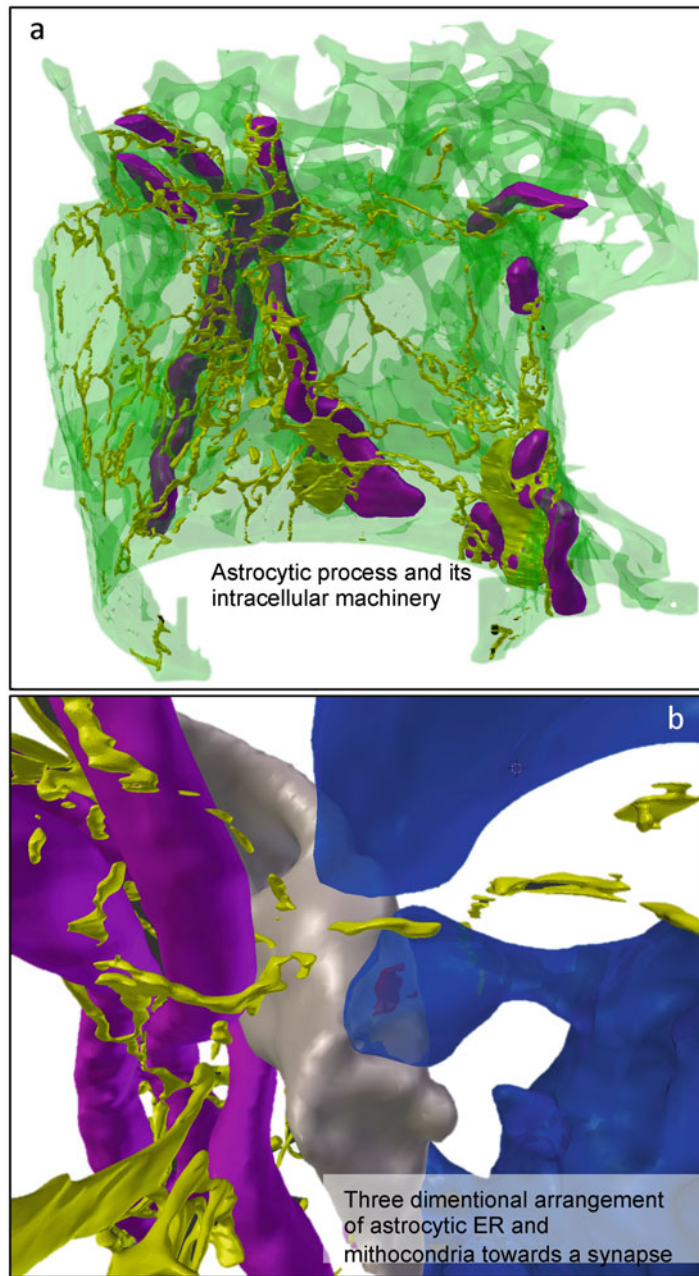 a
Astrocytic process and its
intracellular machinery
b
Three dimentional arrangement
of astrocytic ER and
mithocondria towards a synapse